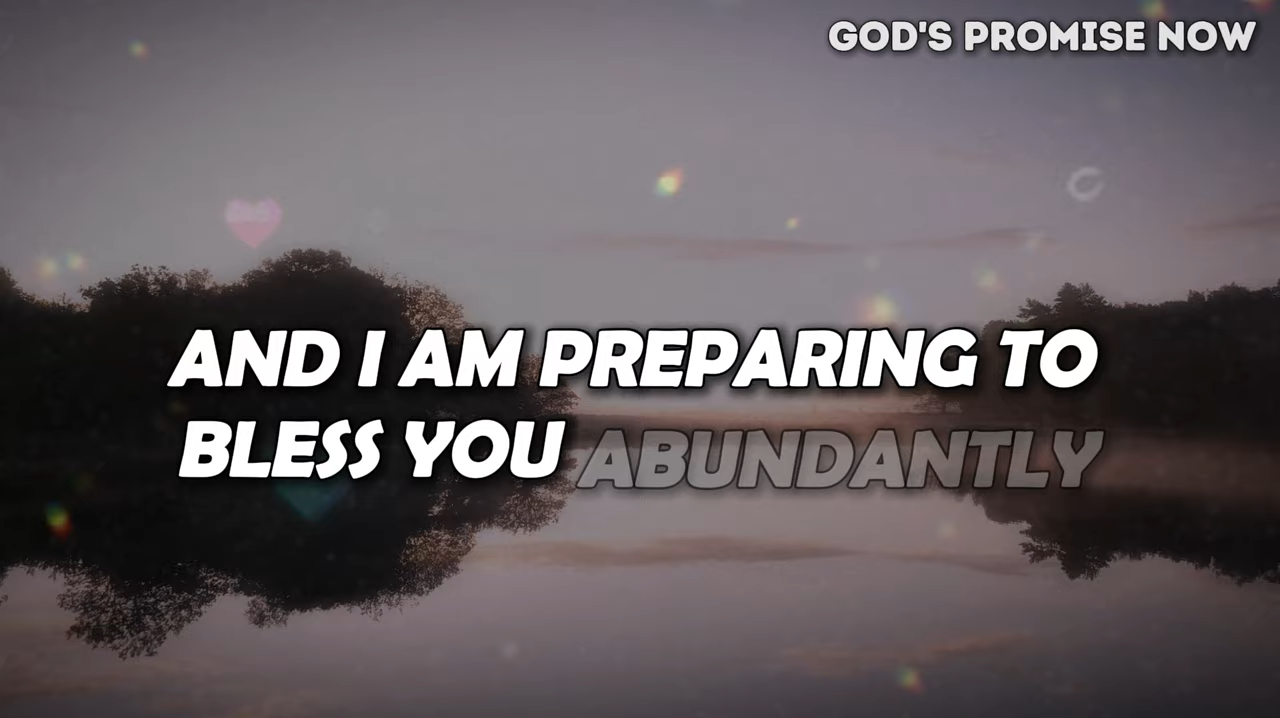 GOD'S PROMISE NOW
AND I AM PREPARING TO
BLESS YOU ABUNDANTLY